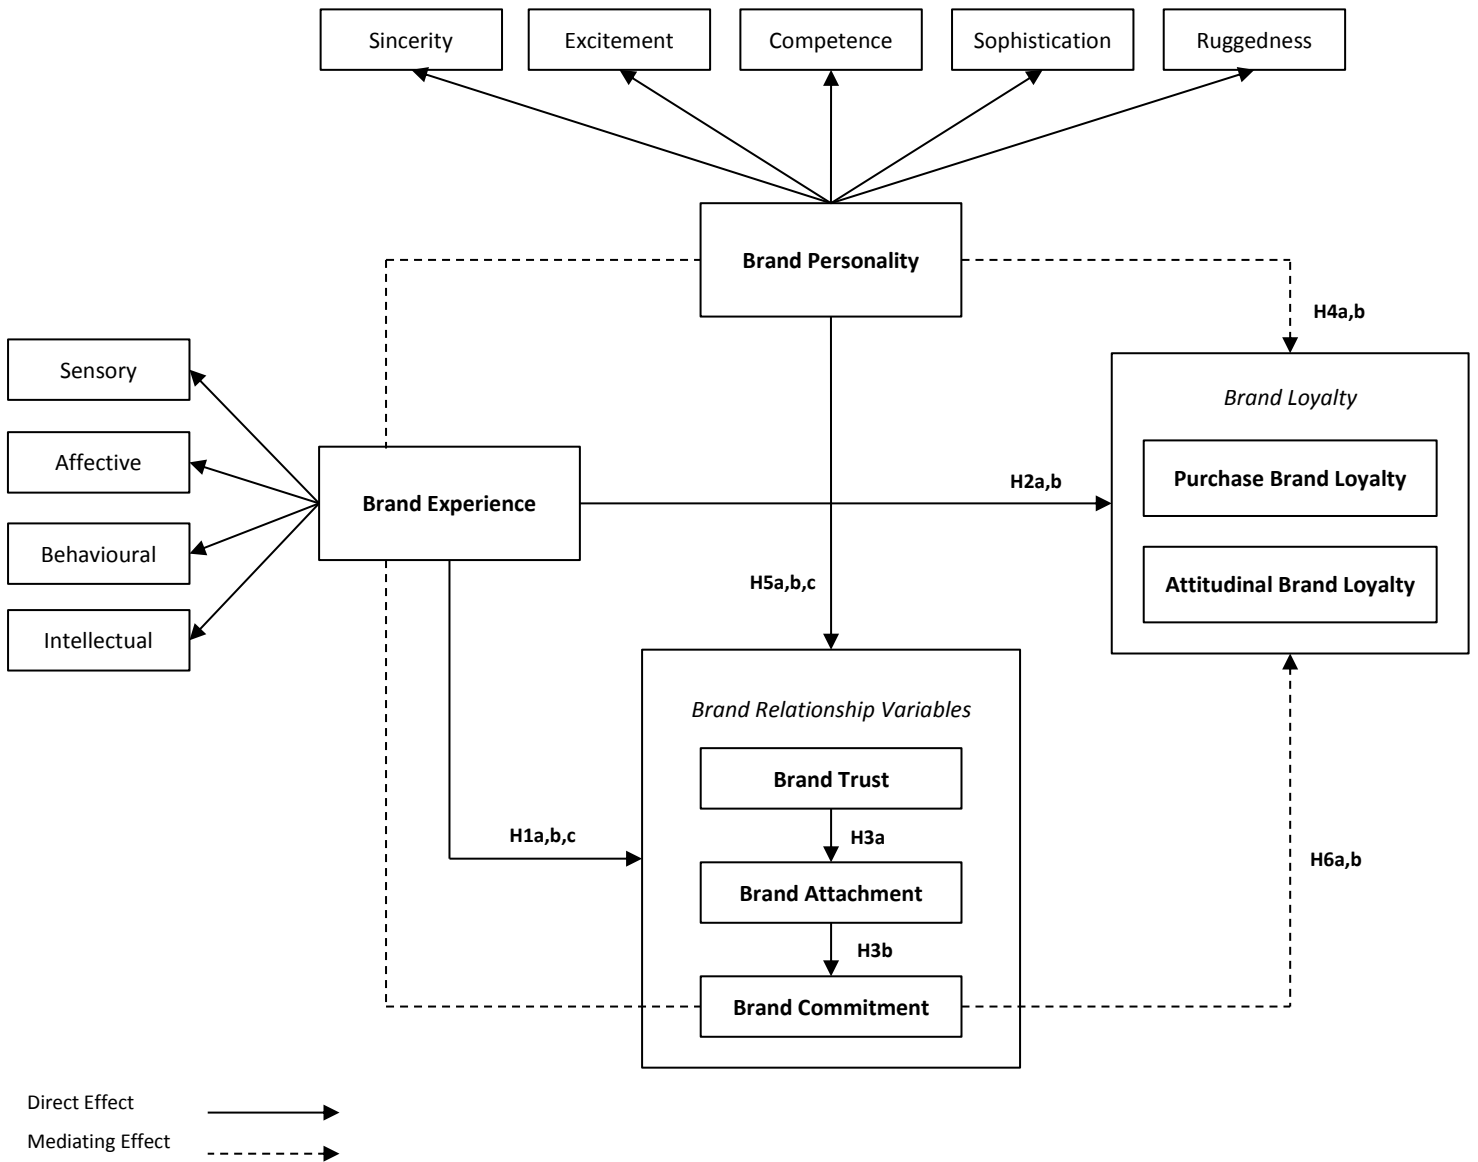 Sincerity
Excitement
Competence
Sophistication
Ruggedness
Brand Personality
H4a,b
Sensory
Affective
Behavioural
Intellectual
Brand Experience
H2a,b
Brand Loyalty
Purchase Brand Loyalty
Attitudinal Brand Loyalty
H5a,b,c
Brand Relationship Variables
Brand Trust
H3a
H1a,b,c
Brand Attachment
H6a,b
H3b
Brand Commitment
Direct Effect
Mediating Effect